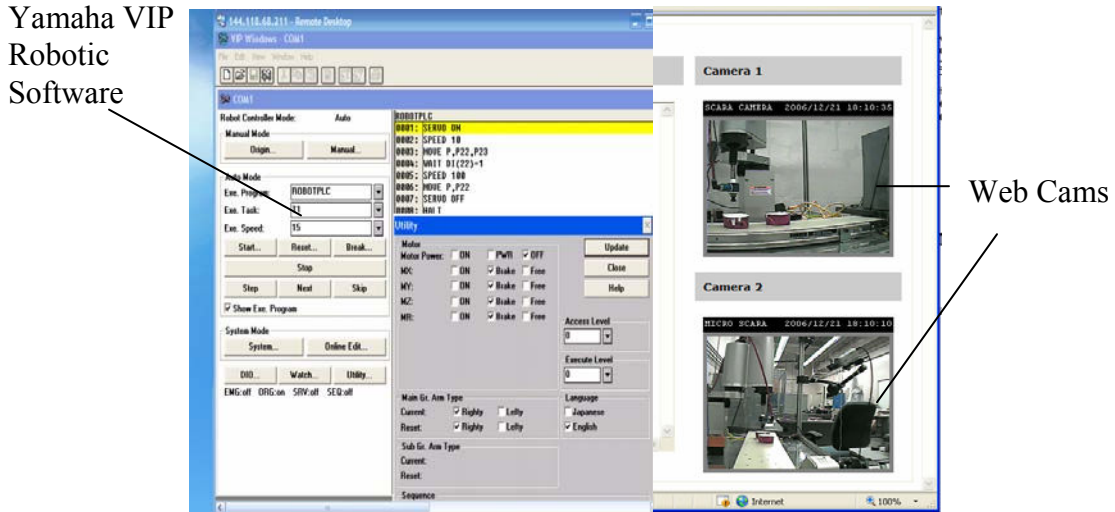 Yamaha VIP
Robotic
Software
144.118.68.211 - Remote Desktop
VIP Windows - COM1
File Edit View Window Help
COM1
Robot Controller Mode: Auto
Manual Mode
Origin... Manual...
Auto Mode
Exe. Program: ROBOTPLC
Exe. Task:
Exe. Speed: 15
Start... Reset... Break...
Stop
Step Next Skip
Show Exe. Program
System Mode
System... Online Edit...
DIO... Watch... Utility...
EMG:off ORG:on SRV:off SEQ:off
ROBOTPLC
0001: SERVO ON
0002: SPEED 10
0003: MOVE P,P22,P23
0004: WAIT DI(22)=1
0005: SPEED 100
0006: MOVE P,P22
0007: SERVO OFF
0008: HALT
Utility
Motor
Motor Power: ON PWR OFF
MX: ON Brake Free
MY: ON Brake Free
MZ: ON Brake Free
MR: ON Brake Free
Update
Close
Help
Access Level
0
Execute Level
0
Main Gr. Arm Type
Current: Righty Lefty
Reset: Righty Lefty
Language
Japanese
English
Sub Gr. Arm Type
Current:
Reset:
Sequence
Camera 1
SCARA CAMERA 2006/12/21 18:10:35
Camera 2
MICRO SCARA 2006/12/21 18:10:10
Internet 100%
Web Cams